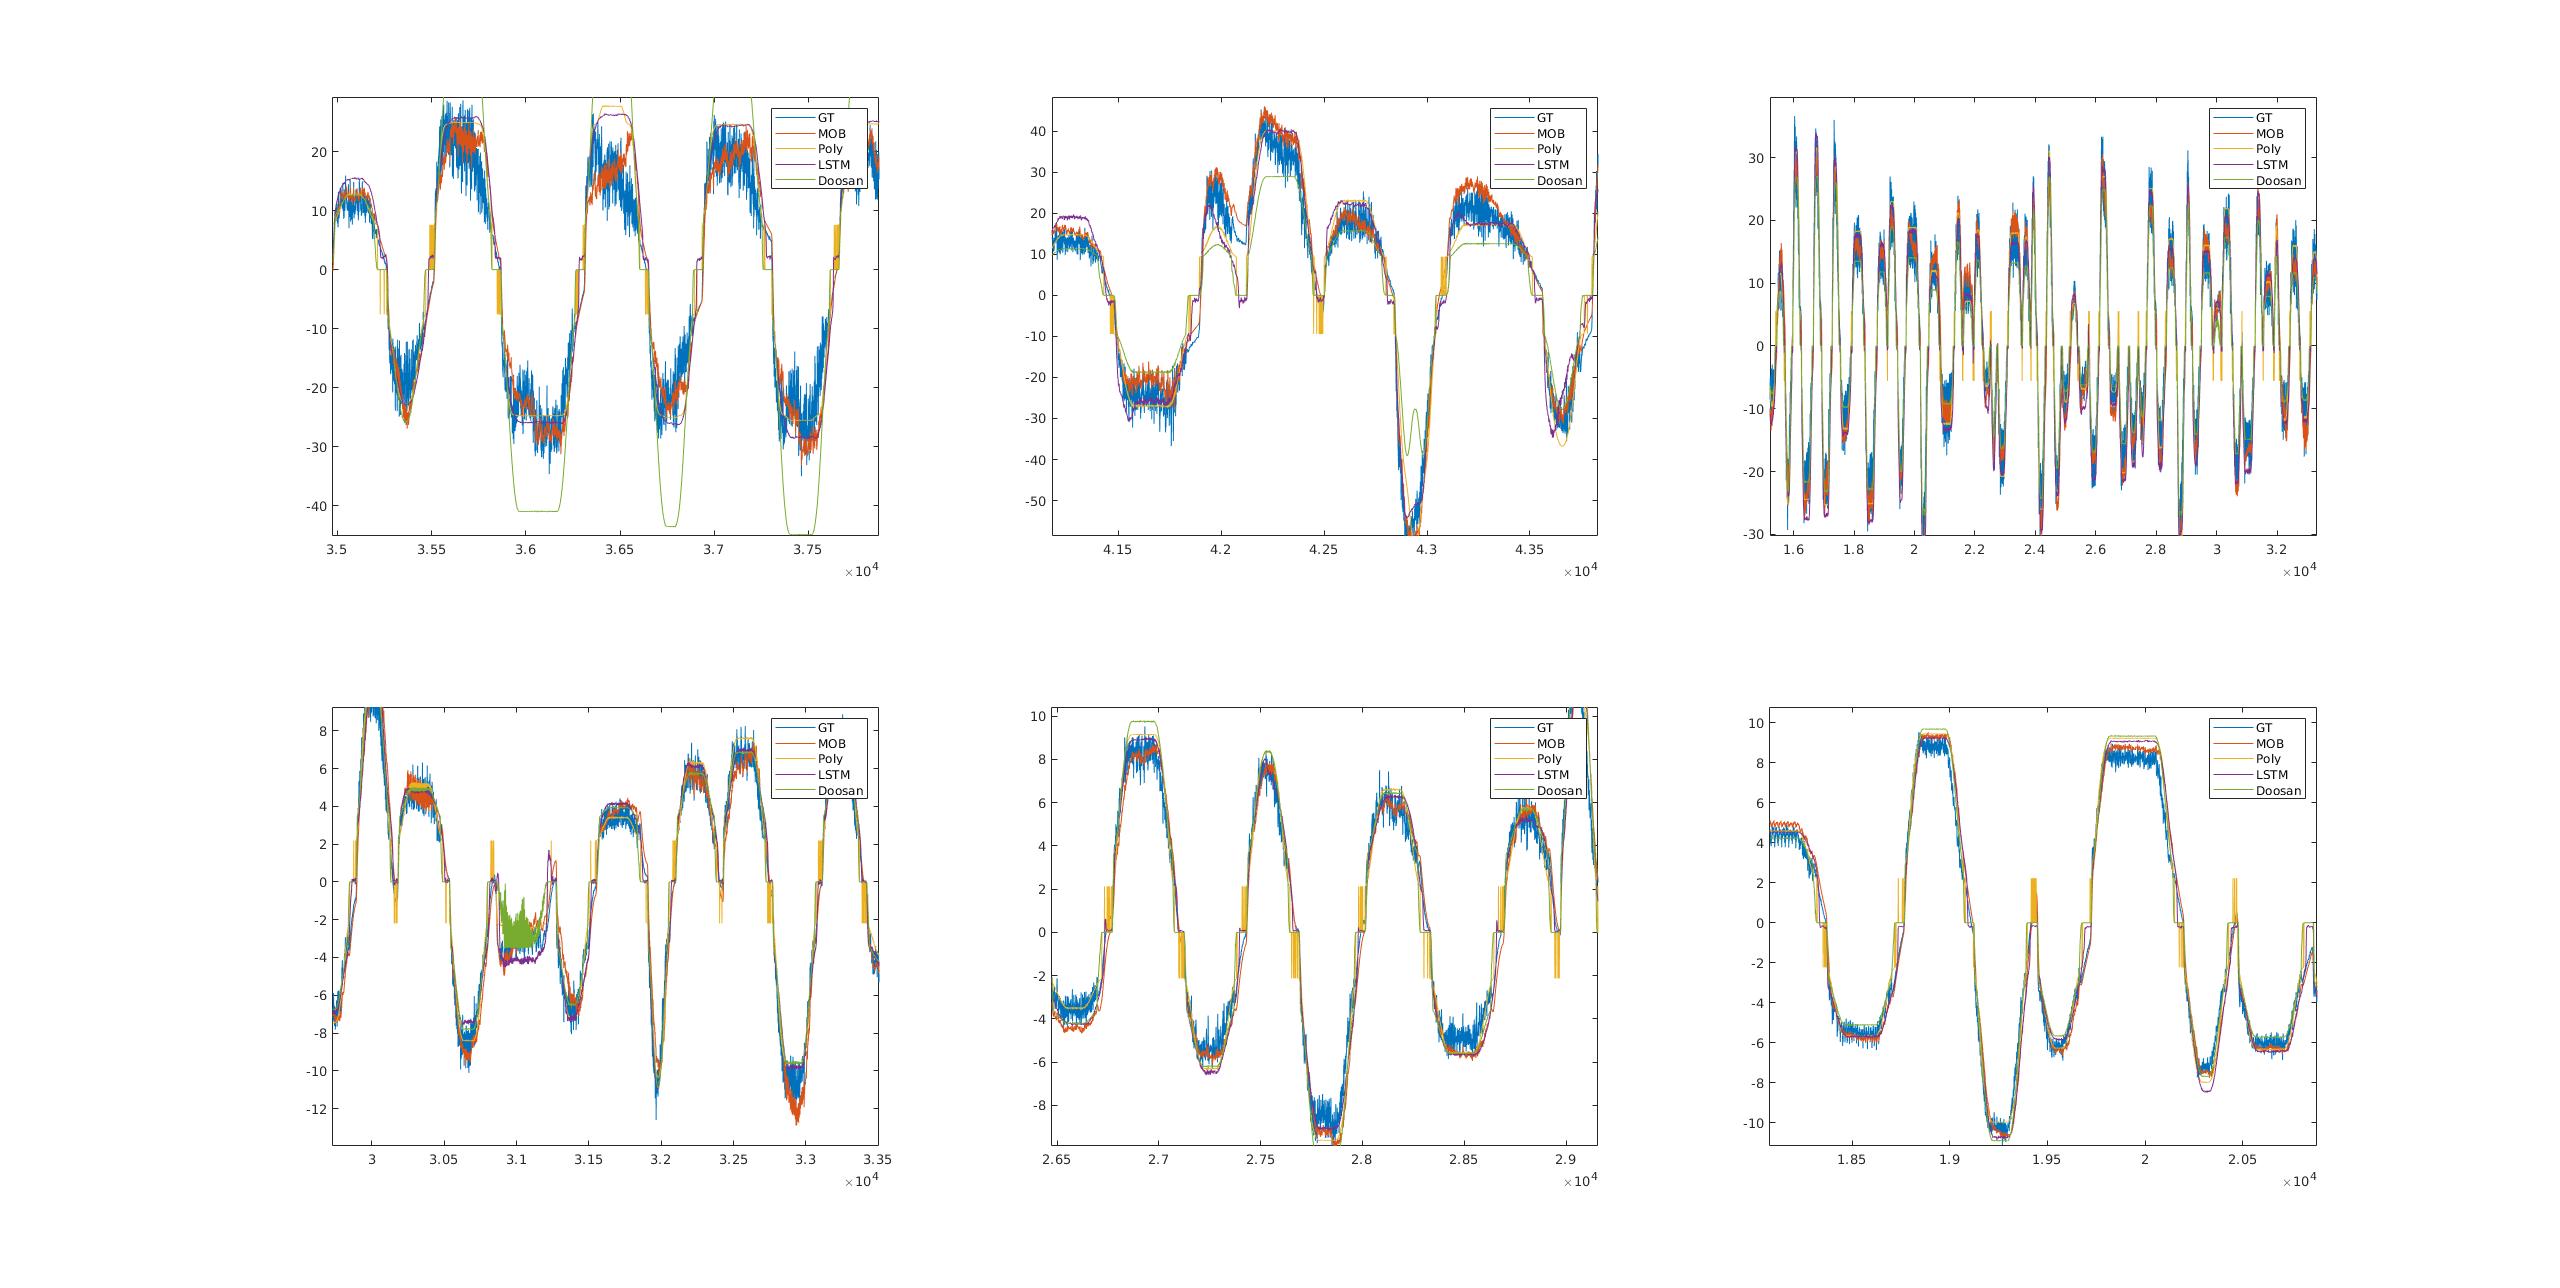 20
10
0
-10
-20
-30
-40
3.5 3.55 3.6 3.65 3.7 3.75
×10^4
GT
MOB
Poly
LSTM
Doosan
40
30
20
10
0
-10
-20
-30
-40
-50
4.15 4.2 4.25 4.3 4.35
×10^4
GT
MOB
Poly
LSTM
Doosan
30
20
10
0
-10
-20
-30
1.6 1.8 2 2.2 2.4 2.6 2.8 3 3.2
×10^4
GT
MOB
Poly
LSTM
Doosan
8
6
4
2
0
-2
-4
-6
-8
-10
-12
3 3.05 3.1 3.15 3.2 3.25 3.3 3.35
×10^4
GT
MOB
Poly
LSTM
Doosan
10
8
6
4
2
0
-2
-4
-6
-8
2.65 2.7 2.75 2.8 2.85 2.9
×10^4
GT
MOB
Poly
LSTM
Doosan
10
8
6
4
2
0
-2
-4
-6
-8
-10
1.85 1.9 1.95 2 2.05
×10^4
GT
MOB
Poly
LSTM
Doosan